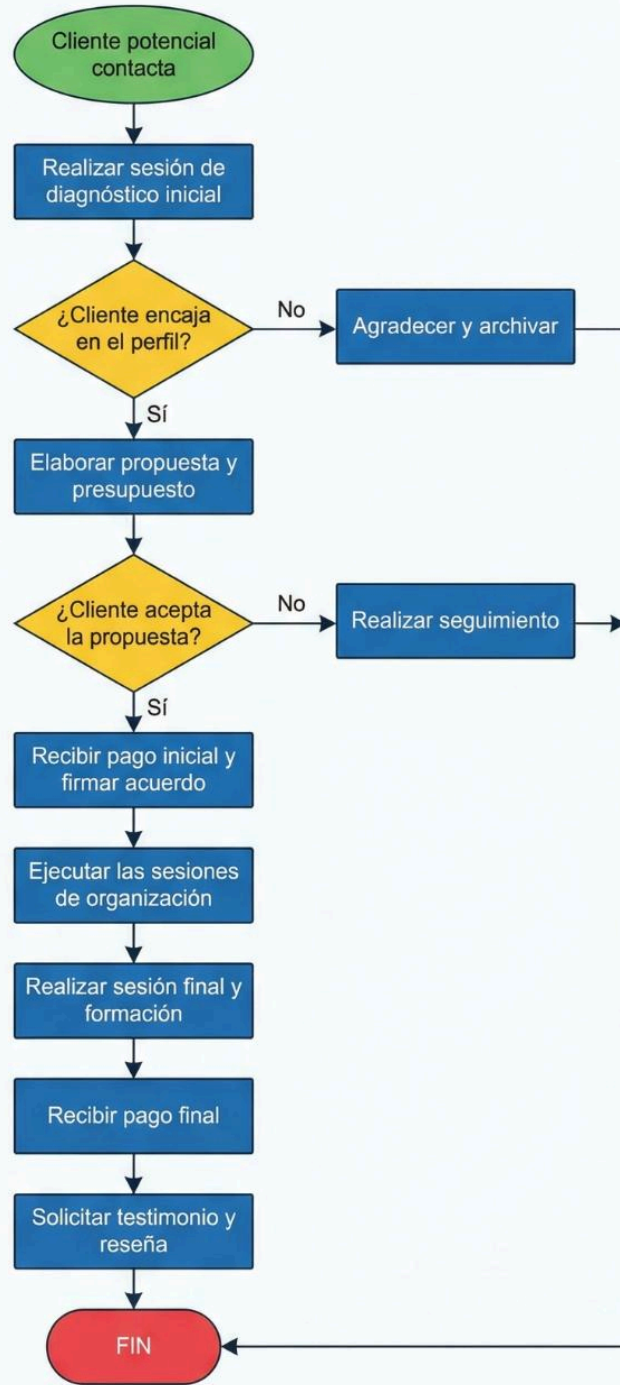 Cliente potencial
contacta
Realizar sesión de
diagnóstico inicial
¿Cliente encaja
en el perfil?
No
Agradecer y archivar
Sí
Elaborar propuesta y
presupuesto
¿Cliente acepta
la propuesta?
No
Realizar seguimiento
Sí
Recibir pago inicial y
firmar acuerdo
Ejecutar las sesiones
de organización
Realizar sesión final y
formación
Recibir pago final
Solicitar testimonio y
reseña
FIN